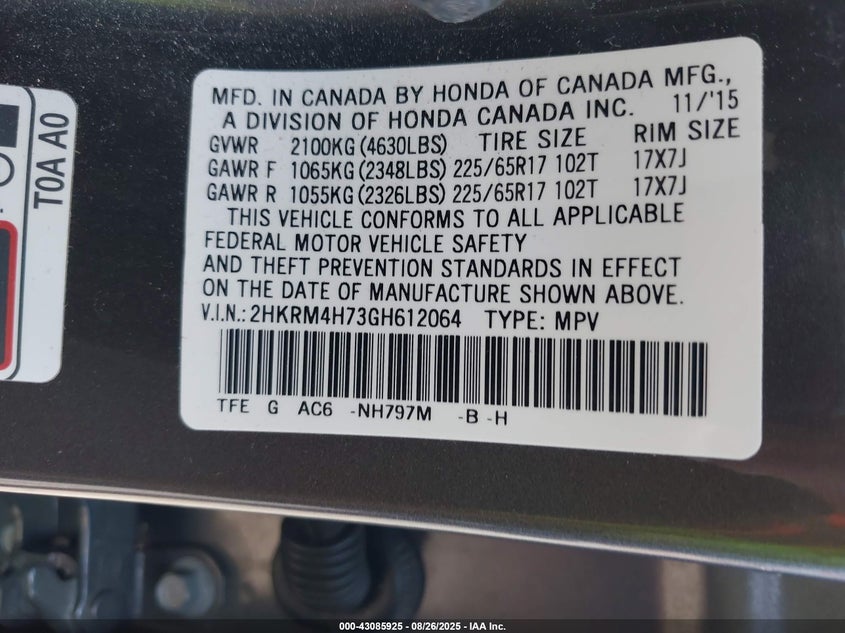 MFD. IN CANADA BY HONDA OF CANADA MFG.,
A DIVISION OF HONDA CANADA INC. 11/'15
GVWR 2100KG (4630LBS) TIRE SIZE RIM SIZE
GAWR F 1065KG (2348LBS) 225/65R17 102T 17X7J
GAWR R 1055KG (2326LBS) 225/65R17 102T 17X7J
THIS VEHICLE CONFORMS TO ALL APPLICABLE
FEDERAL MOTOR VEHICLE SAFETY
AND THEFT PREVENTION STANDARDS IN EFFECT
ON THE DATE OF MANUFACTURE SHOWN ABOVE.
V.I.N.: 2HKRM4H73GH612064 TYPE: MPV
TFE G AC6 -NH797M -B -H
T0A A0
000-43085925 - 08/26/2025 - IAA Inc.